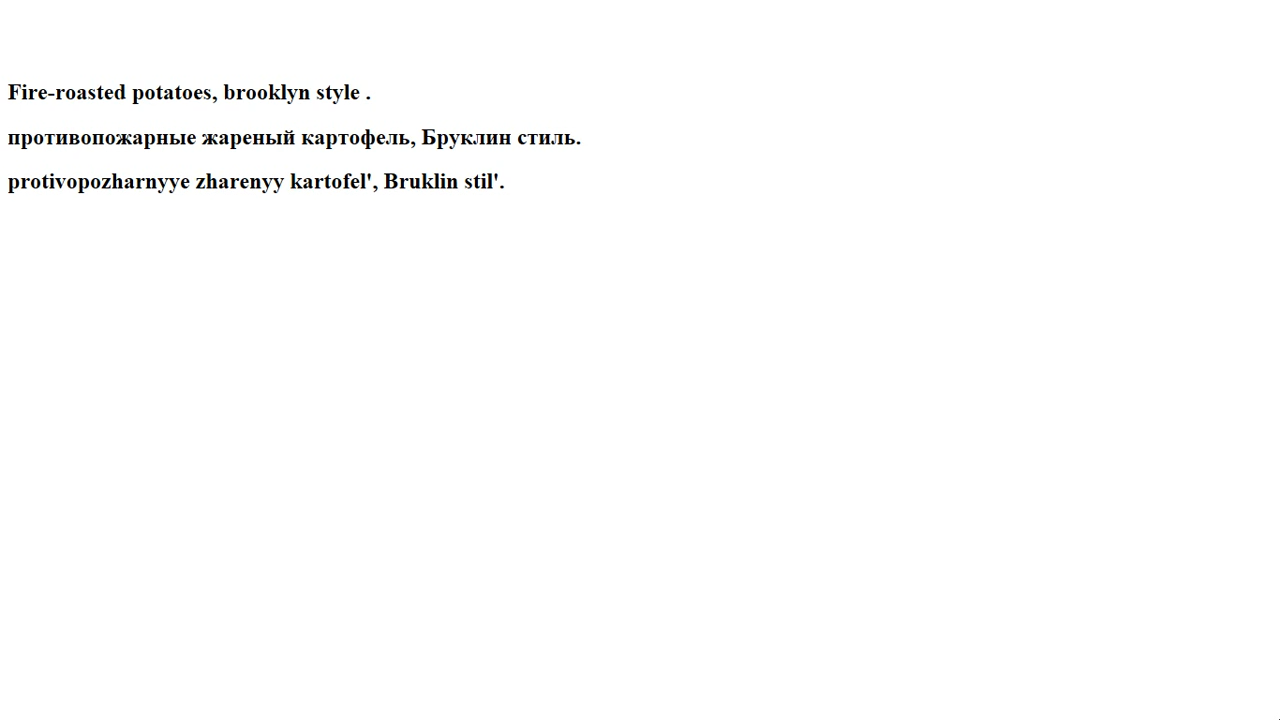 Fire-roasted potatoes, brooklyn style .
противопожарные жареный картофель, Бруклин стиль.
protivopozharnyye zharenyy kartofel', Bruklin stil'.